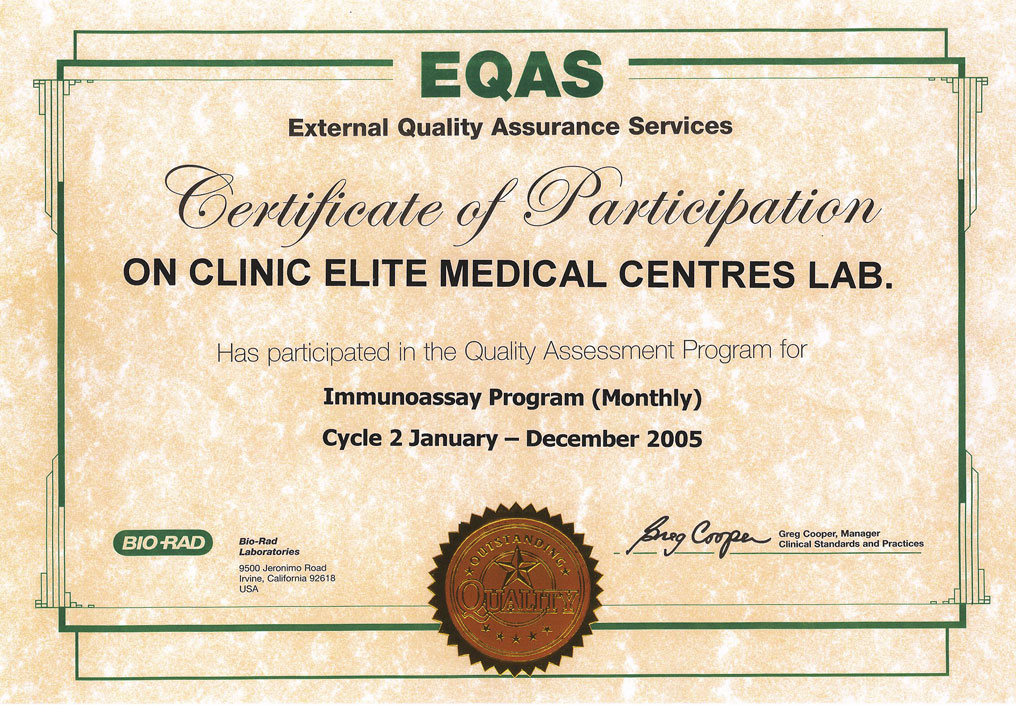 EQAS
External Quality Assurance Services
Certificate of Participation
ON CLINIC ELITE MEDICAL CENTRES LAB.
Has participated in the Quality Assessment Program for
Immunoassay Program (Monthly)
Cycle 2 January – December 2005
BIO-RAD
Bio-Rad
Laboratories
9500 Jeronimo Road
Irvine, California 92618
USA
OUTSTANDING
QUALITY
Greg Cooper
Greg Cooper, Manager
Clinical Standards and Practices